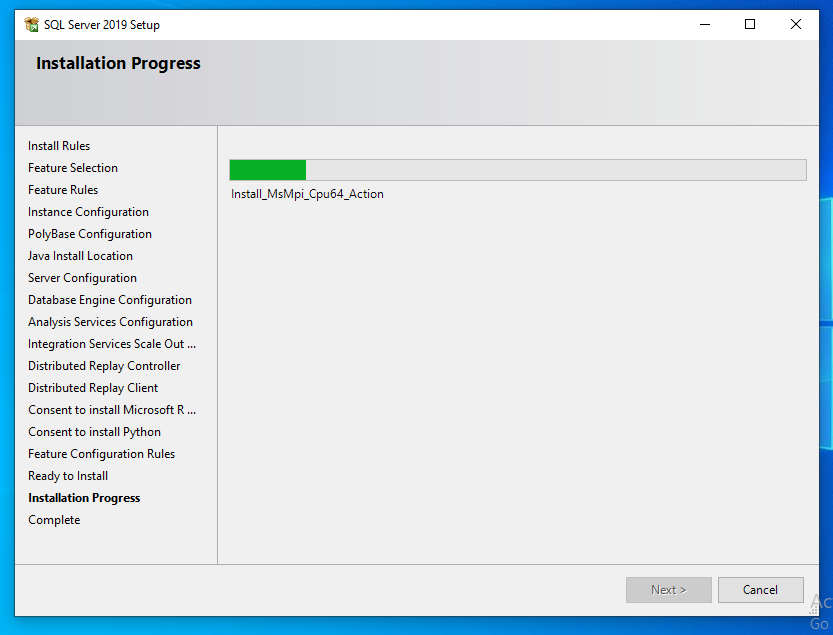 SQL Server 2019 Setup
Installation Progress
Install Rules
Feature Selection
Feature Rules
Instance Configuration
PolyBase Configuration
Java Install Location
Server Configuration
Database Engine Configuration
Analysis Services Configuration
Integration Services Scale Out ...
Distributed Replay Controller
Distributed Replay Client
Consent to install Microsoft R ...
Consent to install Python
Feature Configuration Rules
Ready to Install
Installation Progress
Complete
Install_MsMpi_Cpu64_Action
Next >
Cancel
Ac
Go